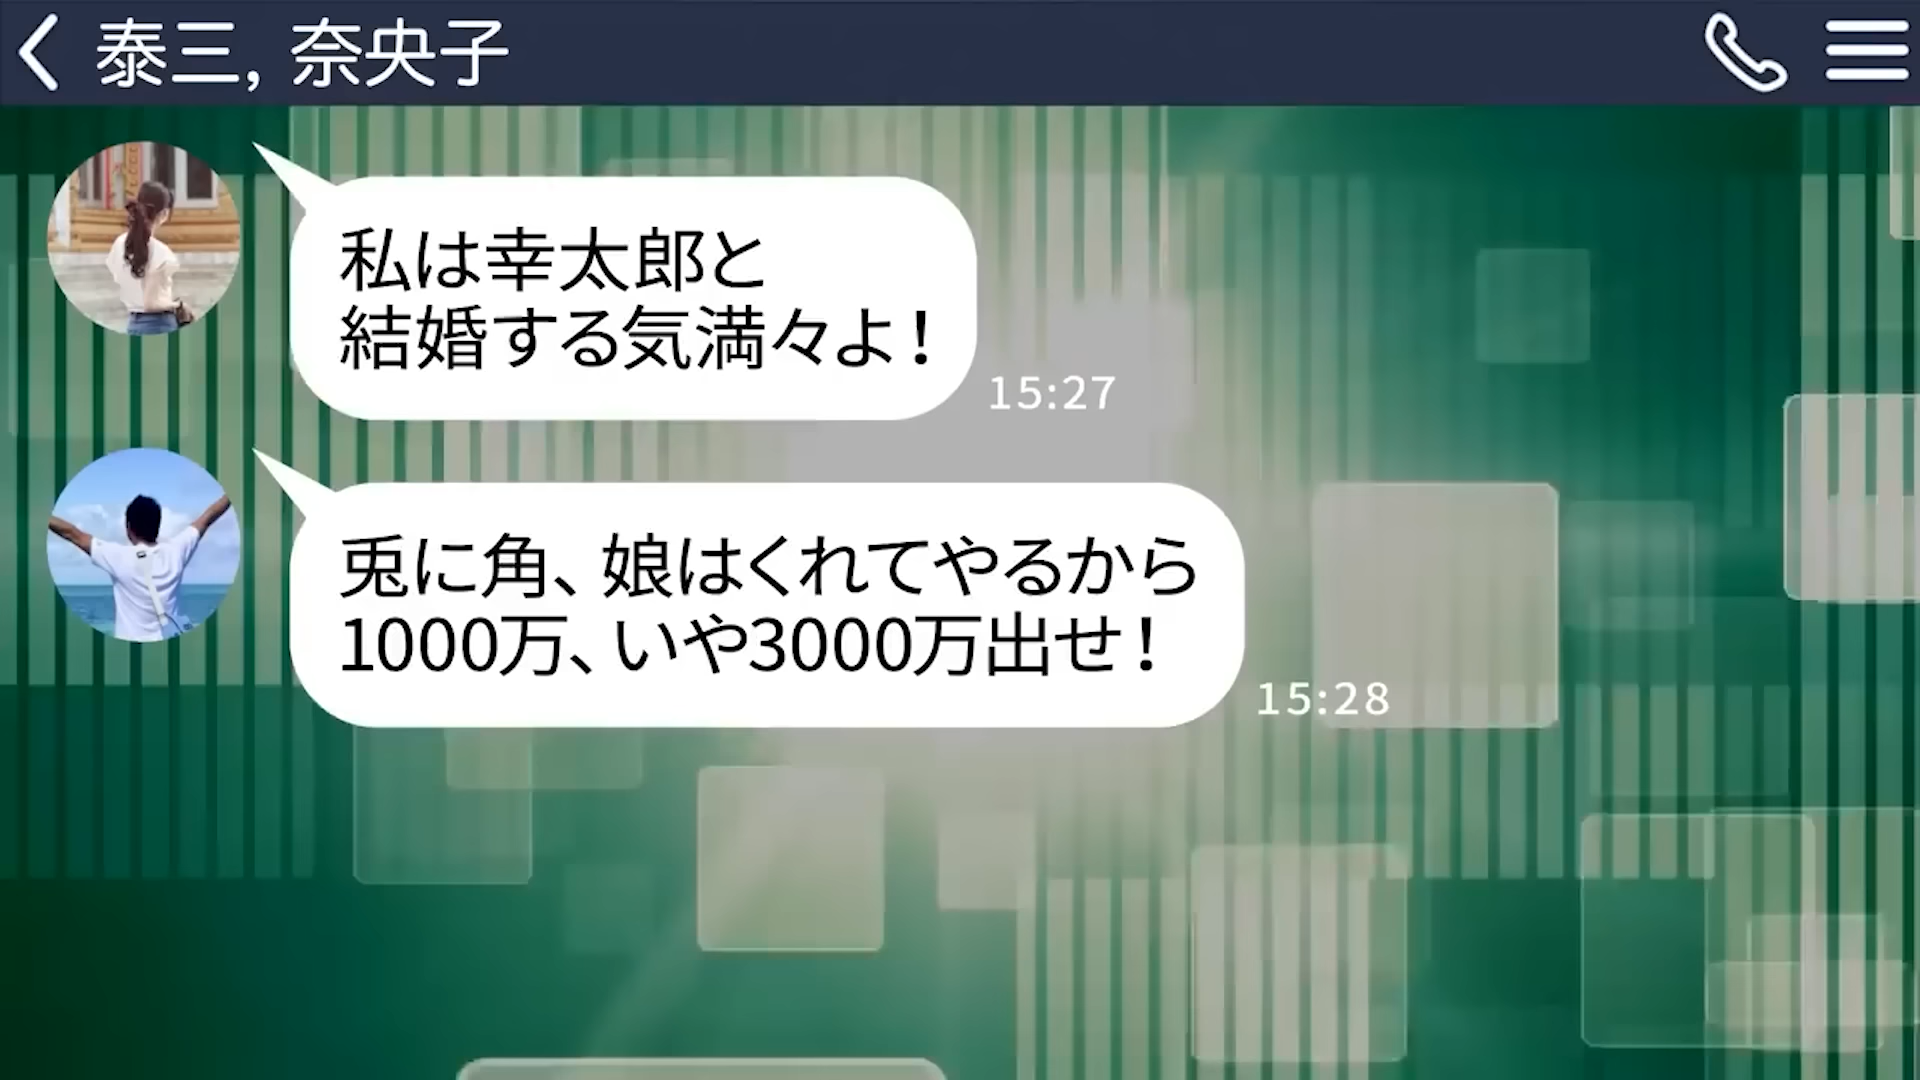 泰三, 奈央子
私は幸太郎と
結婚する気満々よ！
15:27
兎に角、娘はくれてやるから
1000万、いや3000万出せ！
15:28